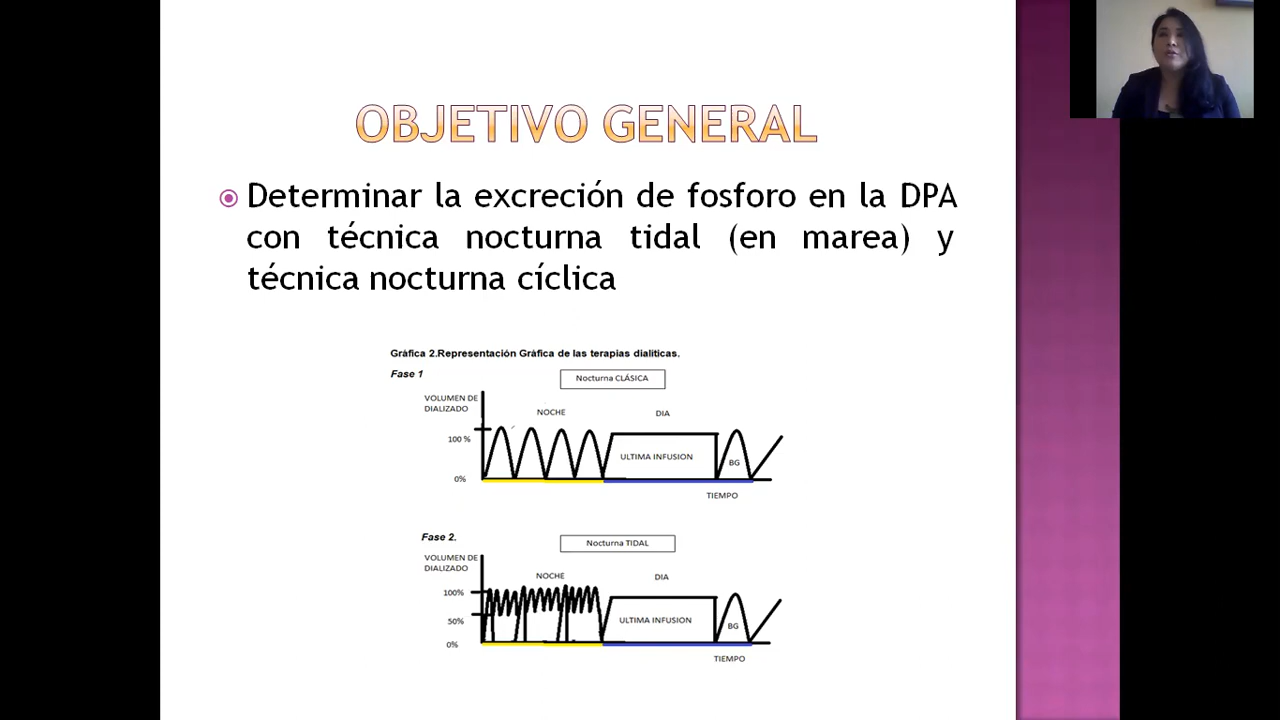 OBJETIVO GENERAL
Determinar la excreción de fosforo en la DPA
con técnica nocturna tidal (en marea) y
técnica nocturna cíclica
Gráfica 2.Representación Gráfica de las terapias dialíticas.
Fase 1
Nocturna CLÁSICA
VOLUMEN DE
DIALIZADO
NOCHE
DIA
100 %
ULTIMA INFUSION
BG
0%
TIEMPO
Fase 2.
Nocturna TIDAL
VOLUMEN DE
DIALIZADO
NOCHE
DIA
100%
50%
ULTIMA INFUSION
BG
0%
TIEMPO